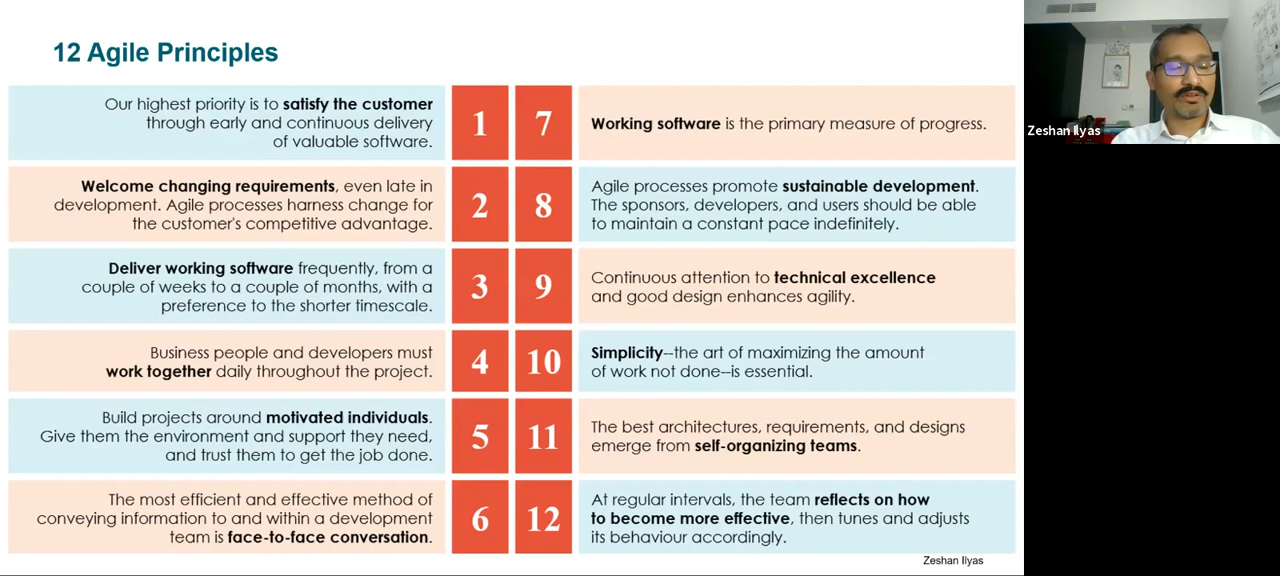 12 Agile Principles
Our highest priority is to satisfy the customer
through early and continuous delivery
of valuable software.
1
Welcome changing requirements, even late in
development. Agile processes harness change for
the customer's competitive advantage.
2
Deliver working software frequently, from a
couple of weeks to a couple of months, with a
preference to the shorter timescale.
3
Business people and developers must
work together daily throughout the project.
4
Build projects around motivated individuals.
Give them the environment and support they need,
and trust them to get the job done.
5
The most efficient and effective method of
conveying information to and within a development
team is face-to-face conversation.
6
7
Working software is the primary measure of progress.
8
Agile processes promote sustainable development.
The sponsors, developers, and users should be able
to maintain a constant pace indefinitely.
9
Continuous attention to technical excellence
and good design enhances agility.
10
Simplicity--the art of maximizing the amount
of work not done--is essential.
11
The best architectures, requirements, and designs
emerge from self-organizing teams.
12
At regular intervals, the team reflects on how
to become more effective, then tunes and adjusts
its behaviour accordingly.
Zeshan Ilyas
Zeshan Ilyas